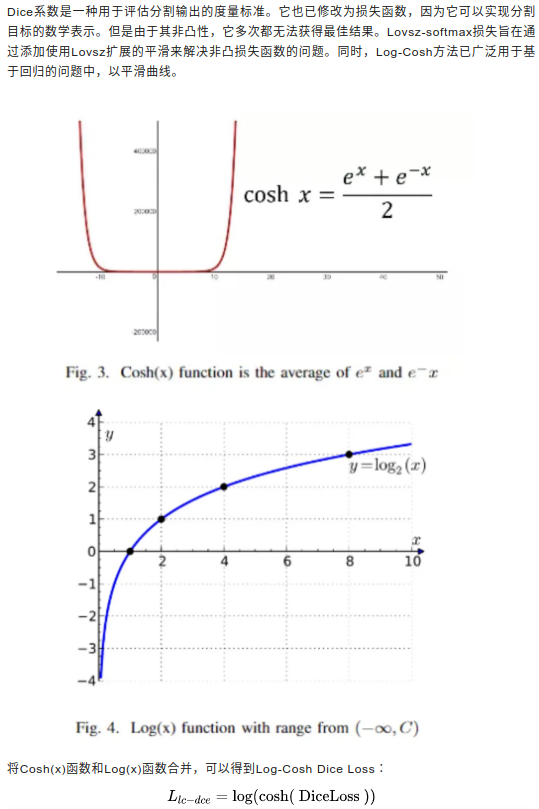 Dice系数是一种用于评估分割输出的度量标准。它也已修改为损失函数，因为它可以实现分割
目标的数学表示。但是由于其非凸性，它多次都无法获得最佳结果。Lovsz-softmax损失旨在通
过添加使用Lovsz扩展的平滑来解决非凸损失函数的问题。同时，Log-Cosh方法已广泛用于基
于回归的问题中，以平滑曲线。
400000
cosh x = (e^x + e^−x) / 2
200000
-10 0 10 20 30 40 50
-200000
Fig. 3. Cosh(x) function is the average of e^x and e^−x
4
y
3
y=log₂(x)
2
1
x
0
2 4 6 8 10
−1
−2
−3
−4
Fig. 4. Log(x) function with range from (−∞, C)
将Cosh(x)函数和Log(x)函数合并，可以得到Log-Cosh Dice Loss：
L_lc−dce = log(cosh( DiceLoss ))